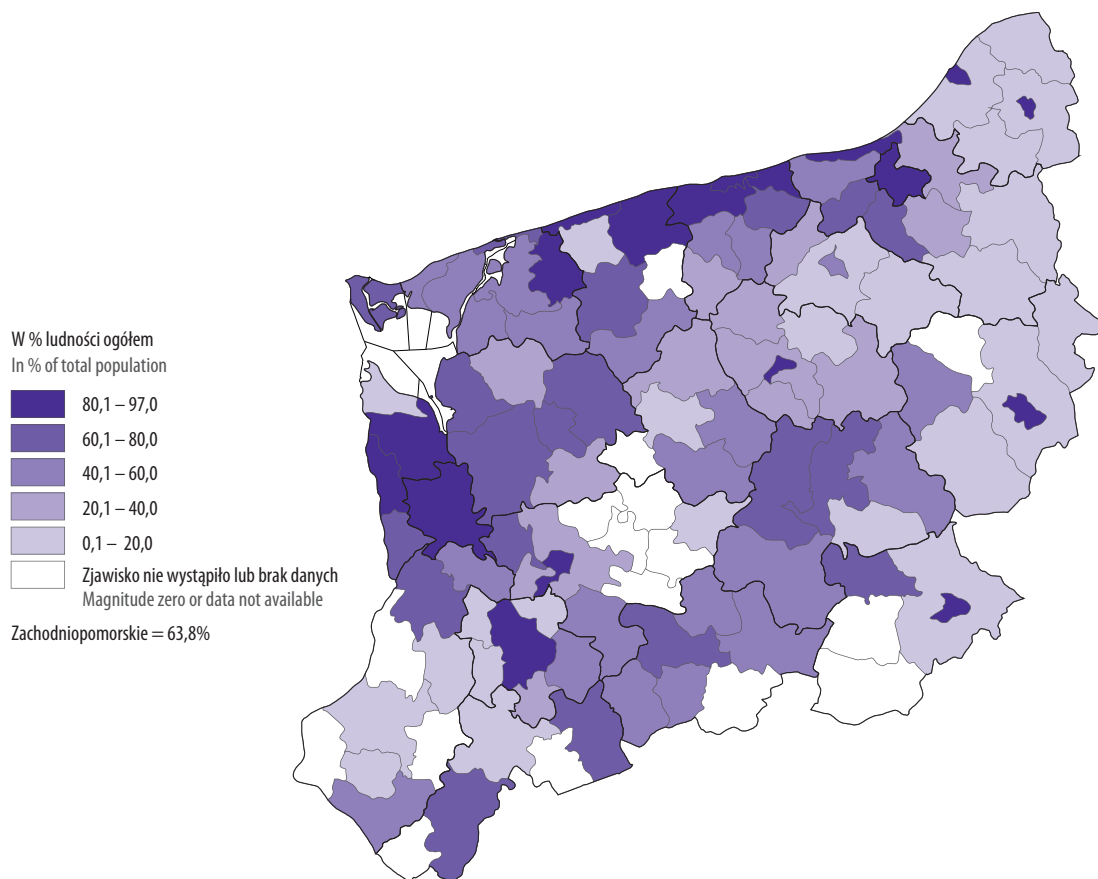 W % ludności ogółem
In % of total population
80,1 – 97,0
60,1 – 80,0
40,1 – 60,0
20,1 – 40,0
0,1 – 20,0
Zjawisko nie wystąpiło lub brak danych
Magnitude zero or data not available
Zachodniopomorskie = 63,8%